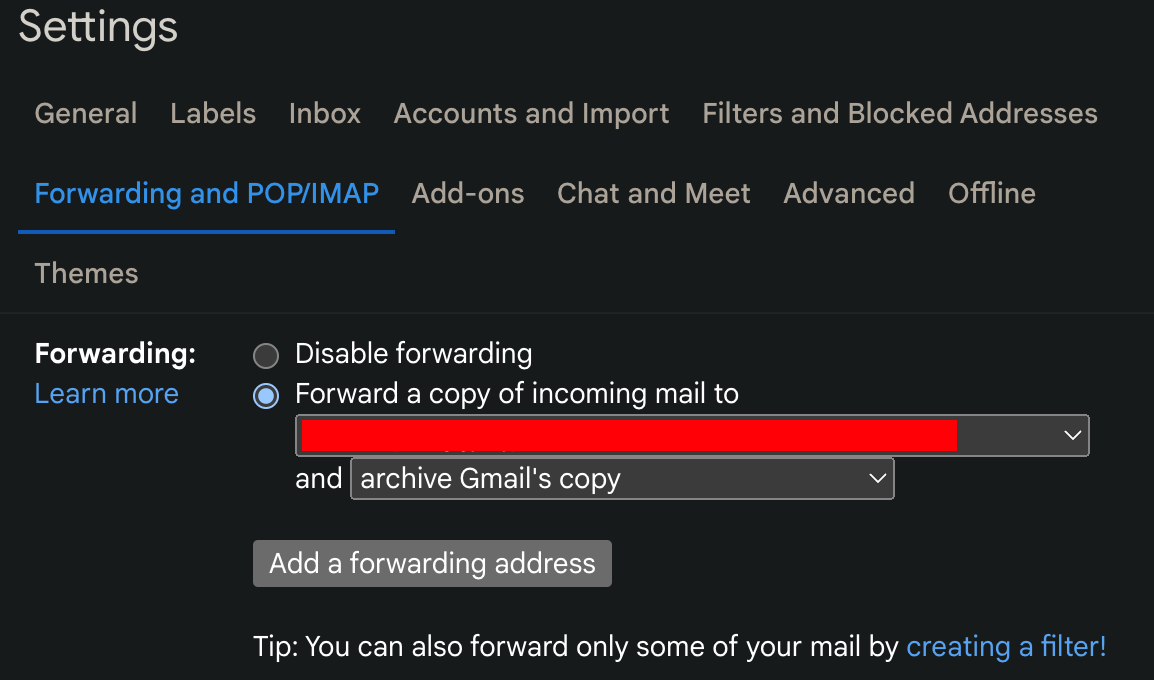 Settings
General Labels Inbox Accounts and Import Filters and Blocked Addresses
Forwarding and POP/IMAP Add-ons Chat and Meet Advanced Offline
Themes
Forwarding: Disable forwarding
Learn more Forward a copy of incoming mail to
and archive Gmail's copy
Add a forwarding address
Tip: You can also forward only some of your mail by creating a filter!